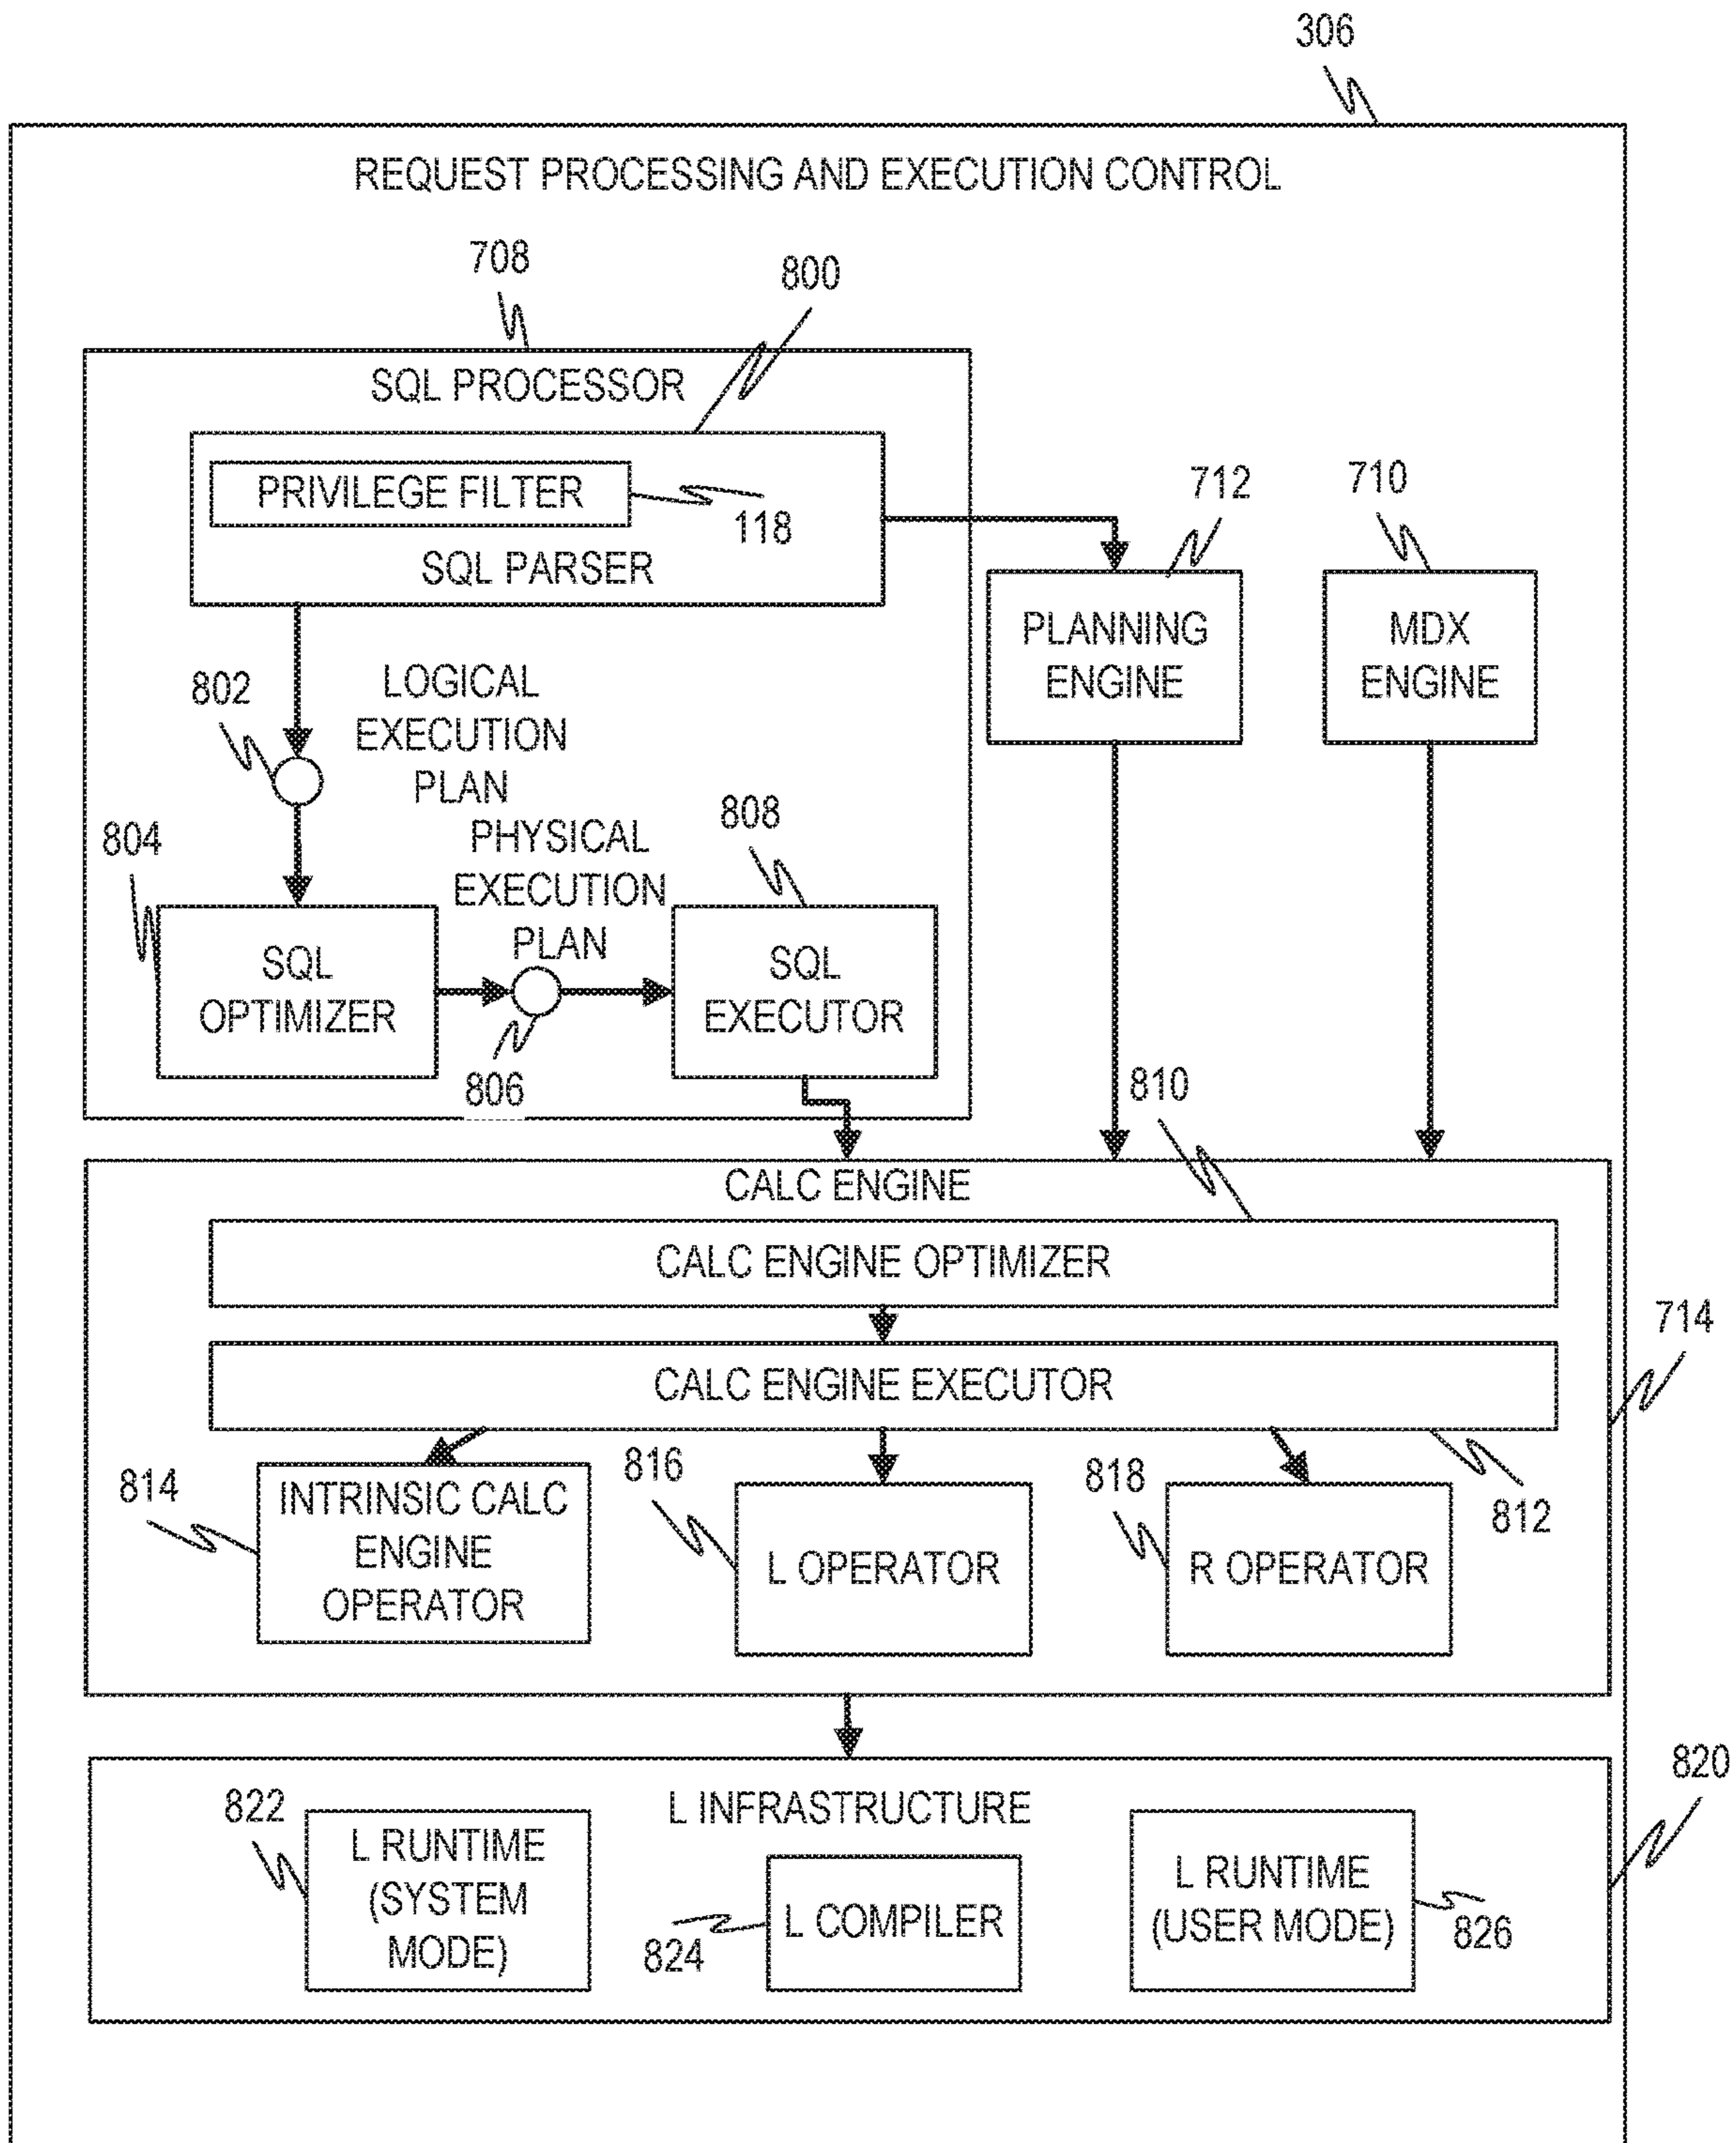 306
REQUEST PROCESSING AND EXECUTION CONTROL
708
800
SQL PROCESSOR
PRIVILEGE FILTER
118
SQL PARSER
712
710
PLANNING
ENGINE
MDX
ENGINE
802
LOGICAL
EXECUTION
PLAN
804
PHYSICAL
EXECUTION
PLAN
808
SQL
OPTIMIZER
SQL
EXECUTOR
806
810
CALC ENGINE
CALC ENGINE OPTIMIZER
714
CALC ENGINE EXECUTOR
814
INTRINSIC CALC
ENGINE
OPERATOR
816
L OPERATOR
818
R OPERATOR
812
820
L INFRASTRUCTURE
822
L RUNTIME
(SYSTEM
MODE)
824
L COMPILER
L RUNTIME
(USER MODE)
826